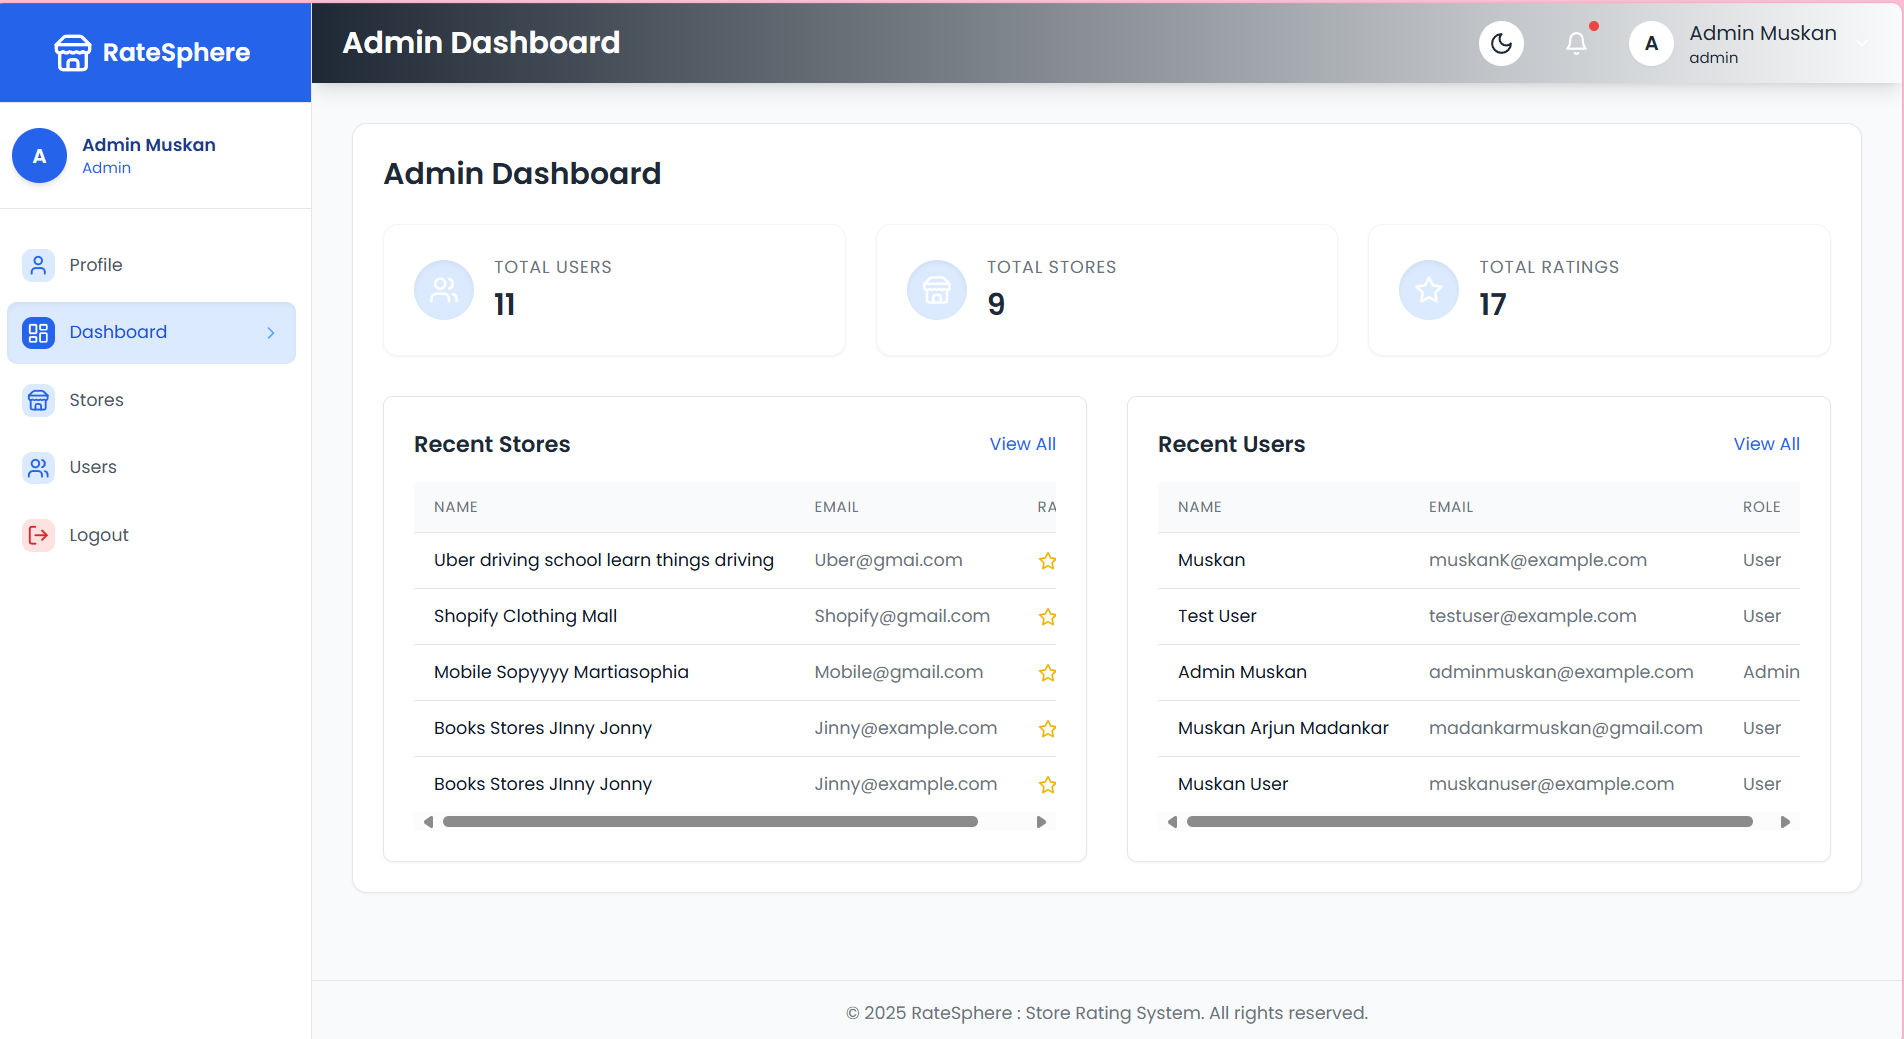 RateSphere
Admin Dashboard
A
Admin Muskan
admin
A
Admin Muskan
Admin
Profile
Dashboard
Stores
Users
Logout
Admin Dashboard
TOTAL USERS
11
TOTAL STORES
9
TOTAL RATINGS
17
Recent Stores
View All
NAME EMAIL RA
Uber driving school learn things driving Uber@gmai.com
Shopify Clothing Mall Shopify@gmail.com
Mobile Sopyyyy Martiasophia Mobile@gmail.com
Books Stores JInny Jonny Jinny@example.com
Books Stores JInny Jonny Jinny@example.com
Recent Users
View All
NAME EMAIL ROLE
Muskan muskanK@example.com User
Test User testuser@example.com User
Admin Muskan adminmuskan@example.com Admin
Muskan Arjun Madankar madankarmuskan@gmail.com User
Muskan User muskanuser@example.com User
© 2025 RateSphere : Store Rating System. All rights reserved.